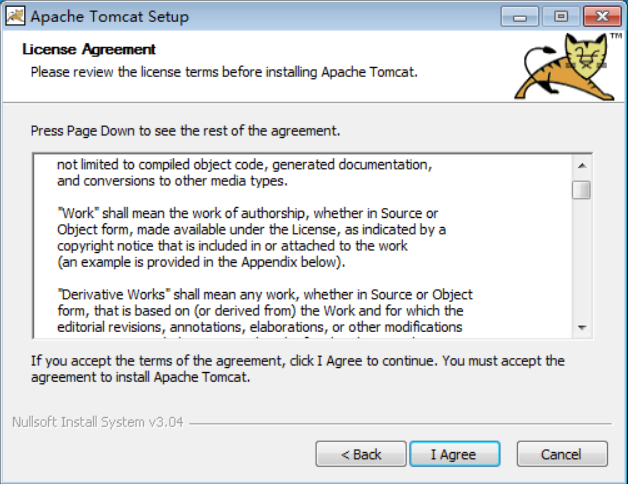 Apache Tomcat Setup
License Agreement
Please review the license terms before installing Apache Tomcat.
TM
Press Page Down to see the rest of the agreement.
not limited to compiled object code, generated documentation,
and conversions to other media types.
"Work" shall mean the work of authorship, whether in Source or
Object form, made available under the License, as indicated by a
copyright notice that is included in or attached to the work
(an example is provided in the Appendix below).
"Derivative Works" shall mean any work, whether in Source or Object
form, that is based on (or derived from) the Work and for which the
editorial revisions, annotations, elaborations, or other modifications
If you accept the terms of the agreement, click I Agree to continue. You must accept the
agreement to install Apache Tomcat.
Nullsoft Install System v3.04
< Back
I Agree
Cancel